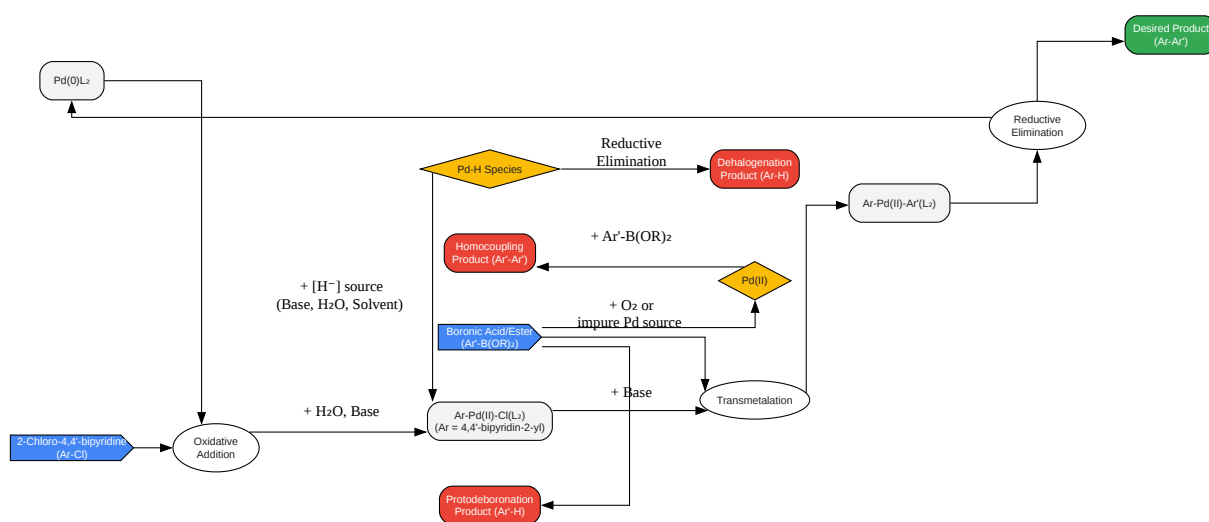 Desired Product
(Ar-Ar')
Pd(0)L₂
Reductive
Elimination
Reductive
Elimination
Pd-H Species
Dehalogenation
Product (Ar-H)
Ar-Pd(II)-Ar'(L₂)
+ Ar'-B(OR)₂
Homocoupling
Product (Ar'-Ar')
Pd(II)
+ [H⁻] source
(Base, H₂O, Solvent)
+ O₂ or
impure Pd source
Boronic Acid/Ester
(Ar'-B(OR)₂)
+ Base
Transmetalation
+ H₂O, Base
Ar-Pd(II)-Cl(L₂)
(Ar = 4,4'-bipyridin-2-yl)
2-Chloro-4,4'-bipyridine
(Ar-Cl)
Oxidative
Addition
Protodeboronation
Product (Ar'-H)